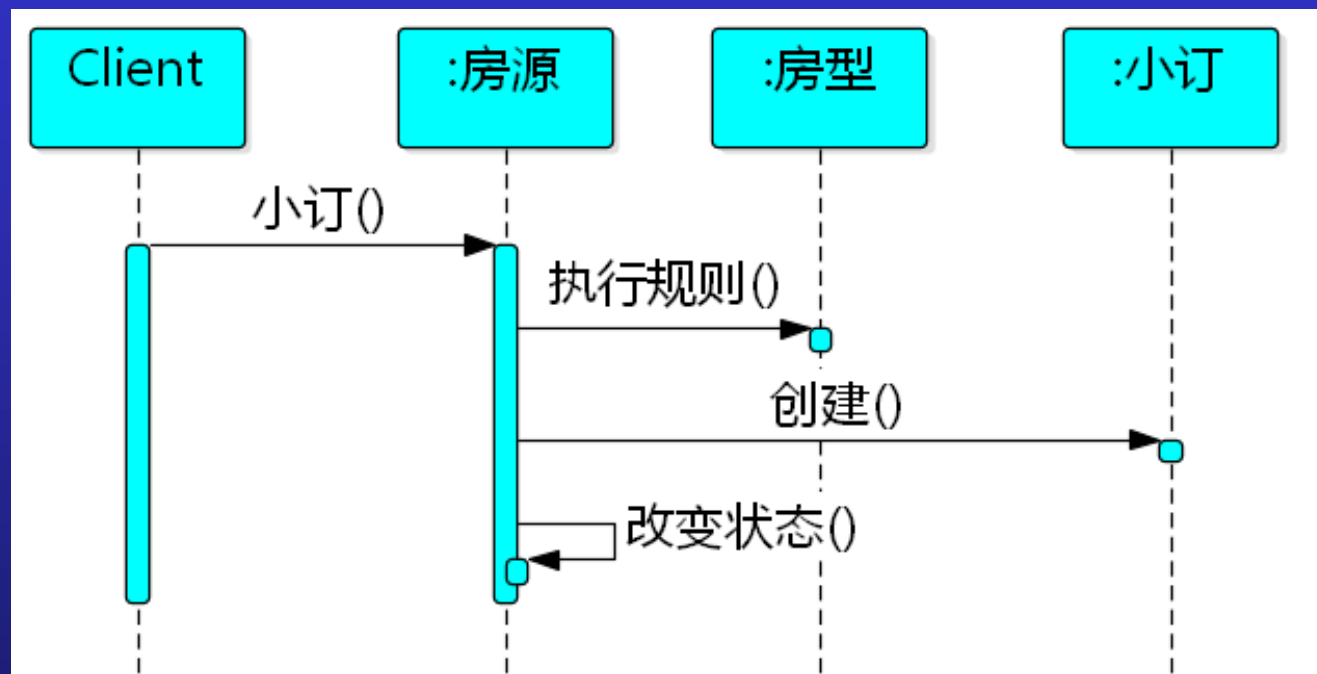 Client
:房源
:房型
:小订
小订()
执行规则()
创建()
改变状态()